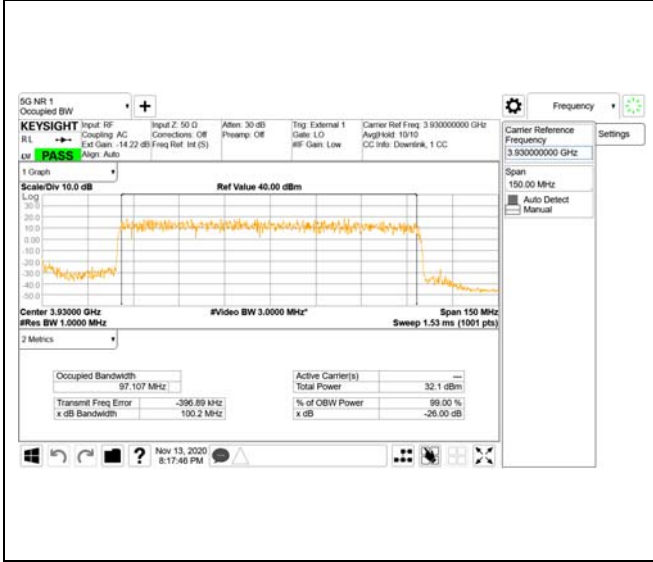 5G NR 1
Occupied BW
Frequency
KEYSIGHT
Input: RF
Input Z: 50 Ω
Atten: 30 dB
Trig: External 1
Carrier Ref Freq: 3.930000000 GHz
R L
Coupling: AC
Corrections: Off
Preamp: Off
Gate: LO
Avg|Hold: 10/10
Ext Gain: -14.22 dB
Freq Ref: Int (S)
#IF Gain: Low
CC Info: Downlink, 1 CC
PASS
Align: Auto
Carrier Reference
Frequency
3.930000000 GHz
Settings
Span
150.00 MHz
Auto Detect
Manual
1 Graph
Scale/Div 10.0 dB
Ref Value 40.00 dBm
Log
30.0
20.0
10.0
0.00
-10.0
-20.0
-30.0
-40.0
-50.0
Center 3.93000 GHz
#Video BW 3.0000 MHz*
Span 150 MHz
#Res BW 1.0000 MHz
Sweep 1.53 ms (1001 pts)
2 Metrics
Occupied Bandwidth
97.107 MHz
Active Carrier(s)
---
Total Power
32.1 dBm
Transmit Freq Error
-396.89 kHz
% of OBW Power
99.00 %
x dB Bandwidth
100.2 MHz
x dB
-26.00 dB
?
Nov 13, 2020
8:17:46 PM